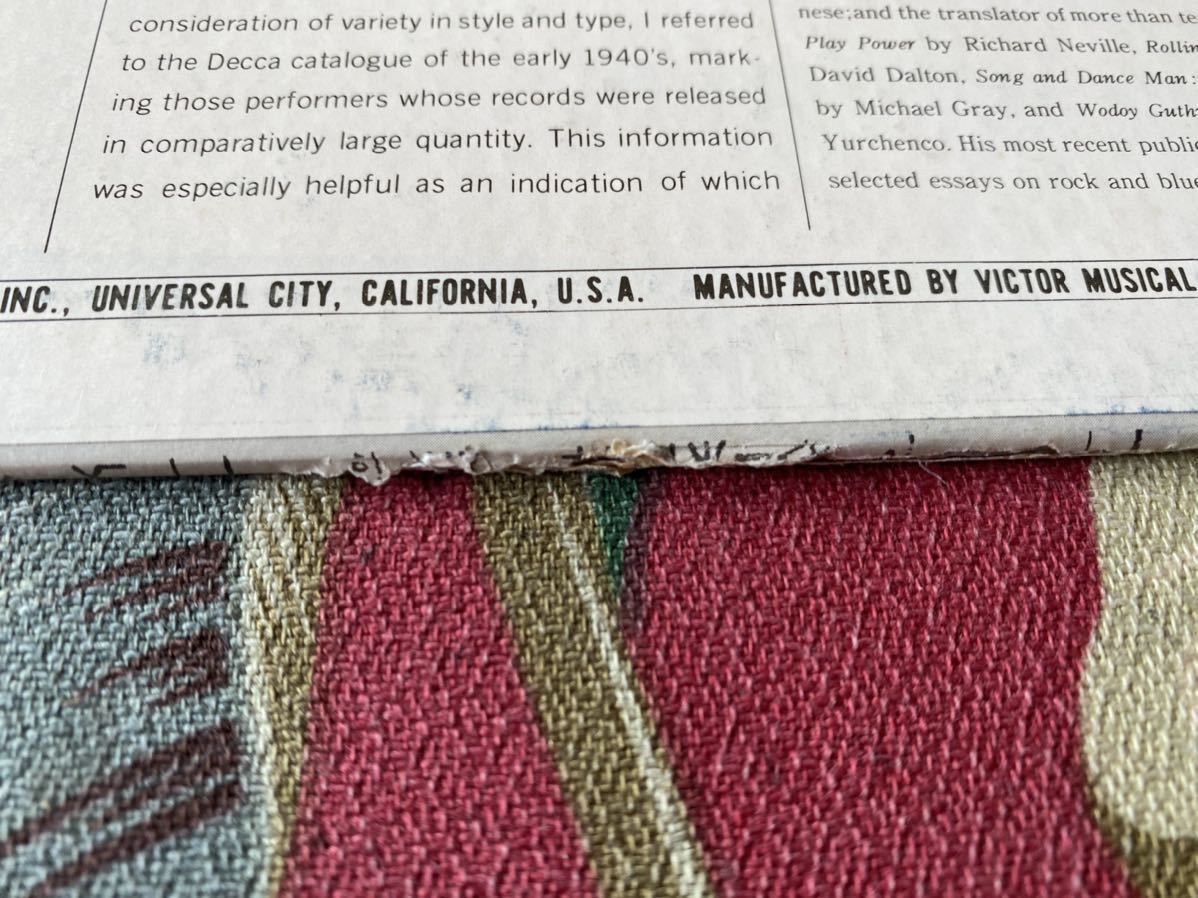 consideration of variety in style and type, I referred
to the Decca catalogue of the early 1940's, mark-
ing those performers whose records were released
in comparatively large quantity. This information
was especially helpful as an indication of which
nese;and the translator of more than te
Play Power by Richard Neville, Rollin
David Dalton, Song and Dance Man:
by Michael Gray, and Wodoy Guth
Yurchenco. His most recent public
selected essays on rock and blue
INC., UNIVERSAL CITY, CALIFORNIA, U.S.A. MANUFACTURED BY VICTOR MUSICAL